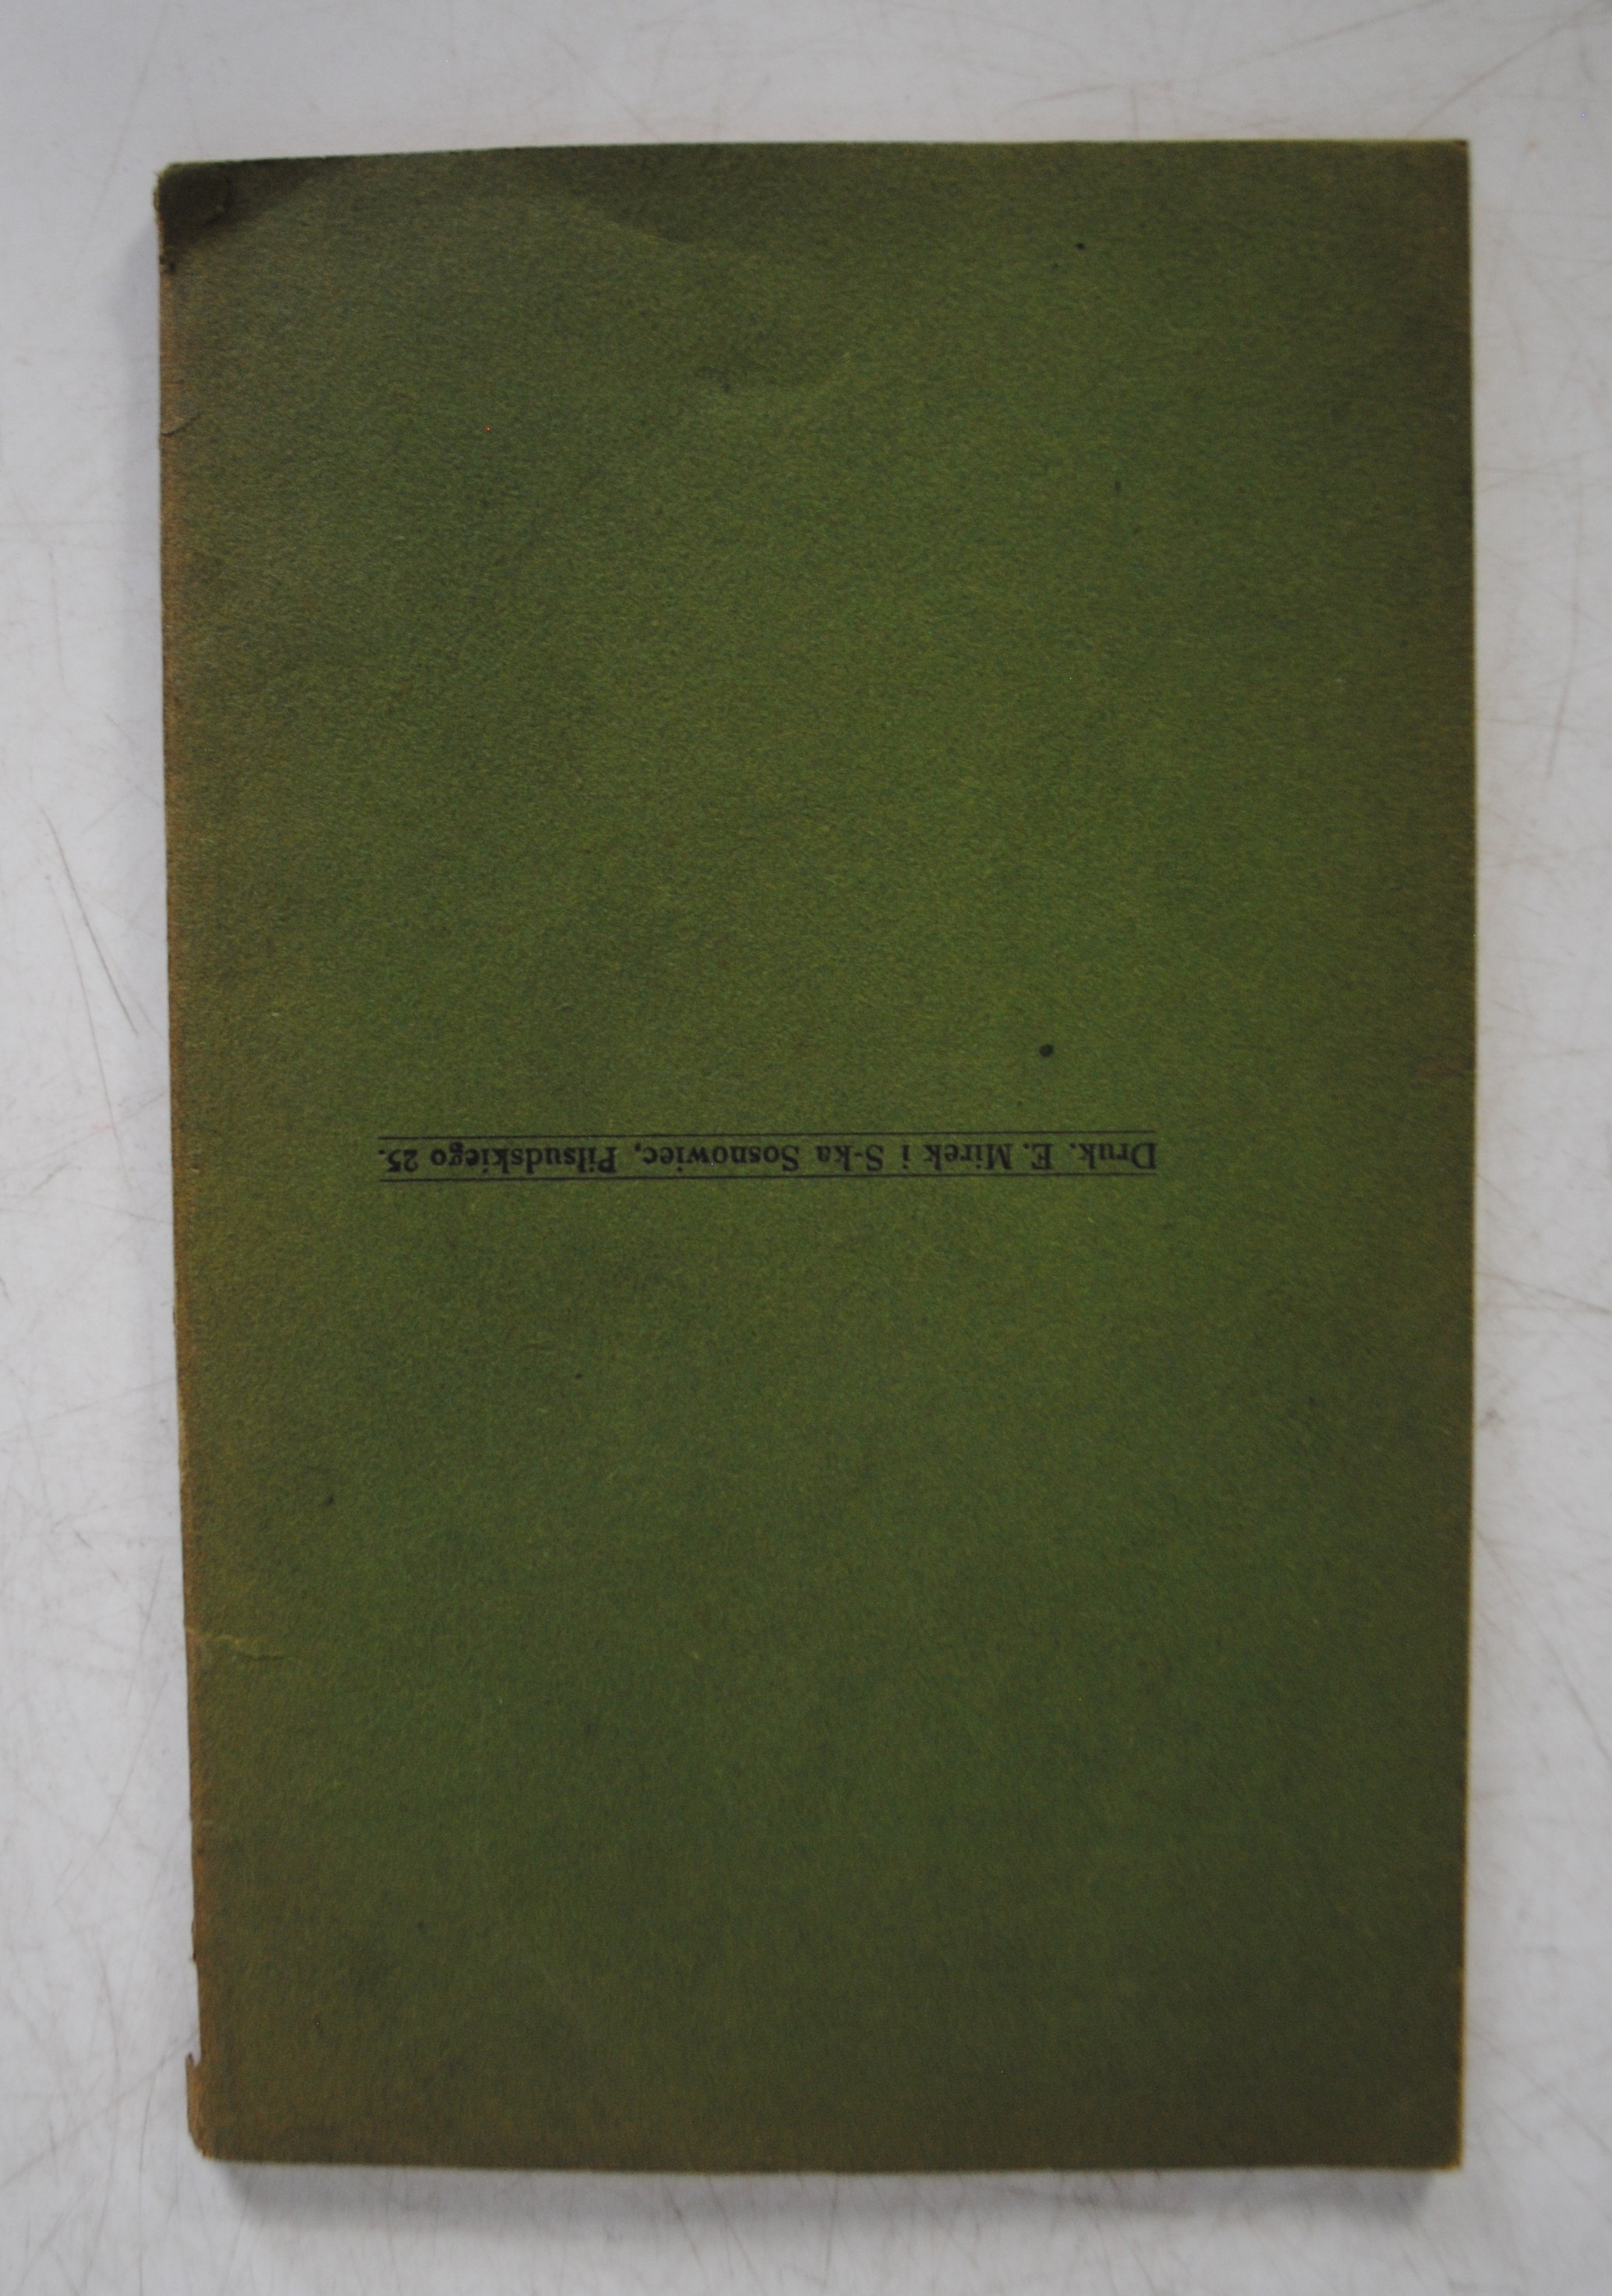 Druk. E. Mirek i S-ka Sosnowiec, Piłsudskiego 25.